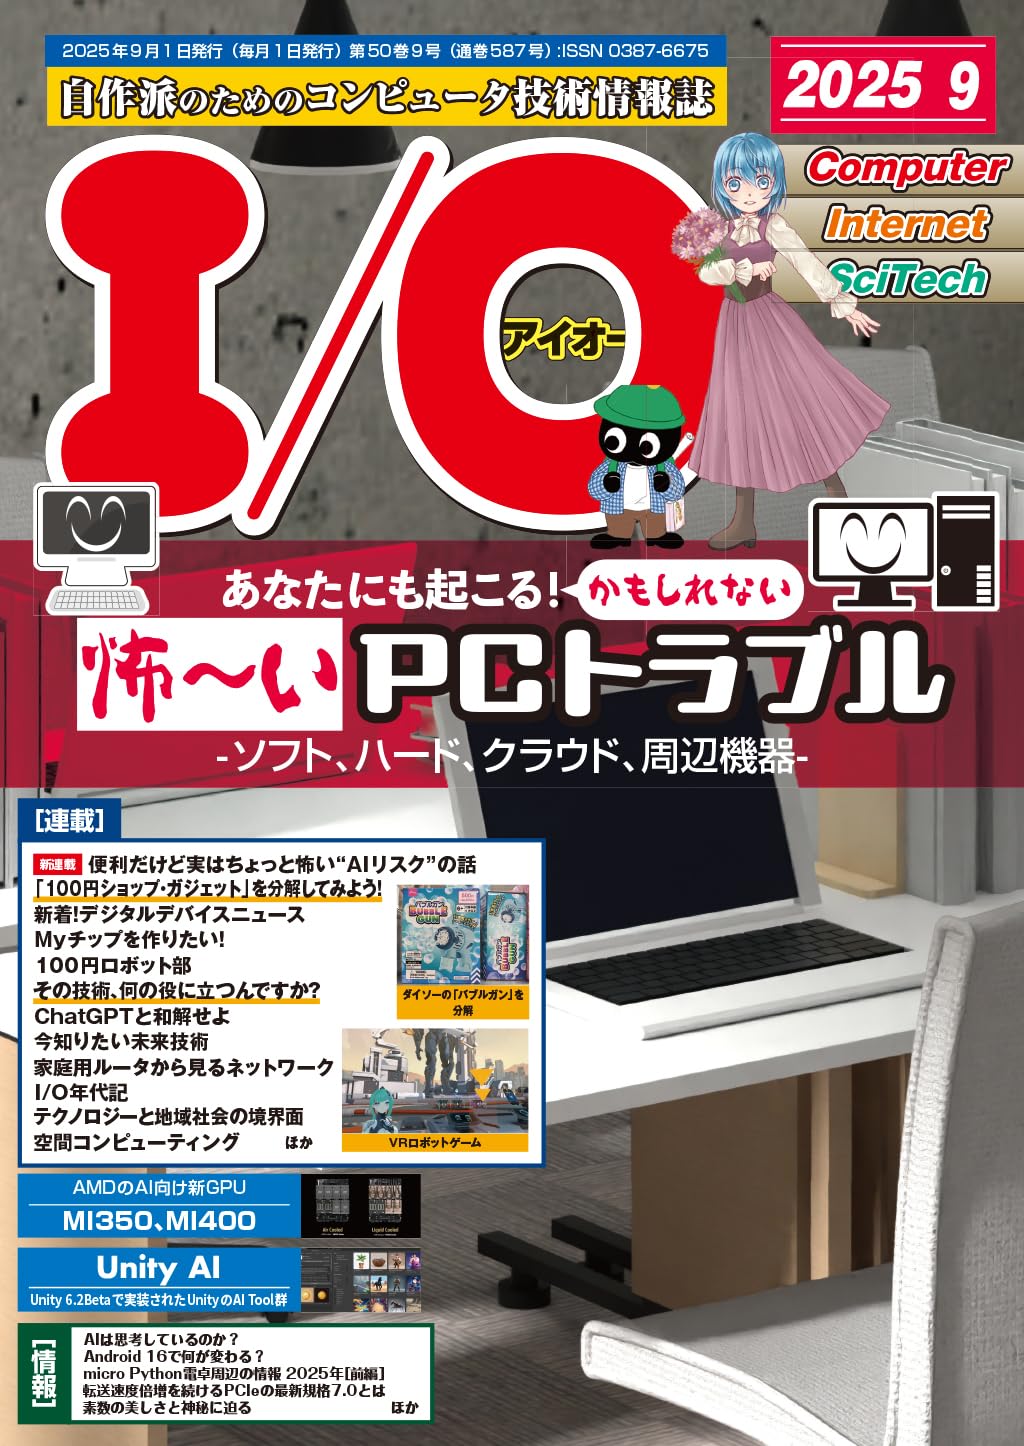 2025年9月1日発行（毎月1日発行）第50巻9号（通巻587号）:ISSN 0387-6675
自作派のためのコンピュータ技術情報誌
2025 9
I/O
アイオー
Computer
Internet
SciTech
あなたにも起こる！かもしれない
怖～いPCトラブル
-ソフト、ハード、クラウド、周辺機器-
[連載]
新連載 便利だけど実はちょっと怖い“AIリスク”の話
「100円ショップ・ガジェット」を分解してみよう!
新着!デジタルデバイスニュース
Myチップを作りたい!
100円ロボット部
その技術、何の役に立つんですか?
ChatGPTと和解せよ
今知りたい未来技術
家庭用ルータから見るネットワーク
I/O年代記
テクノロジーと地域社会の境界面
空間コンピューティング ほか
バブルガン
BUBBLE GUN
ダイソーの「バブルガン」を
分解
VRロボットゲーム
AMDのAI向け新GPU
MI350、MI400
Air Cooled
Liquid Cooled
Unity AI
Unity 6.2Betaで実装されたUnityのAI Tool群
[情報]
AIは思考しているのか？
Android 16で何が変わる？
micro Python電卓周辺の情報 2025年[前編]
転送速度倍増を続けるPCIeの最新規格7.0とは
素数の美しさと神秘に迫る ほか